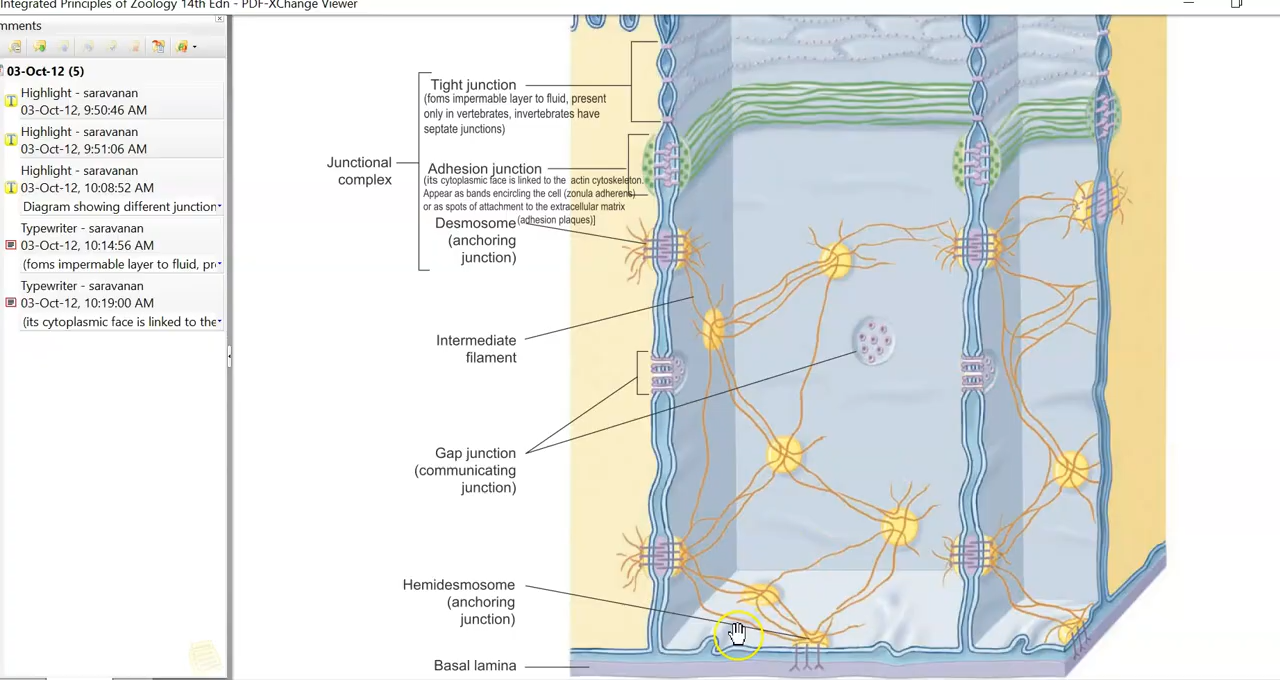 Integrated Principles of Zoology 14th Edn - PDF-XChange Viewer
mments
03-Oct-12 (5)
Highlight - saravanan
03-Oct-12, 9:50:46 AM
Highlight - saravanan
03-Oct-12, 9:51:06 AM
Highlight - saravanan
03-Oct-12, 10:08:52 AM
Diagram showing different junction
Typewriter - saravanan
03-Oct-12, 10:14:56 AM
(foms impermeable layer to fluid, pr
Typewriter - saravanan
03-Oct-12, 10:19:00 AM
(its cytoplasmic face is linked to the
Tight junction
(foms impermable layer to fluid, present
only in vertebrates, invertebrates have
septate junctions)
Junctional
complex
Adhesion junction
(its cytoplasmic face is linked to the actin cytoskeleton.
Appear as bands encircling the cell (zonula adherens)
or as spots of attachment to the extracellular matrix
(adhesion plaques)]
Desmosome
(anchoring
junction)
Intermediate
filament
Gap junction
(communicating
junction)
Hemidesmosome
(anchoring
junction)
Basal lamina